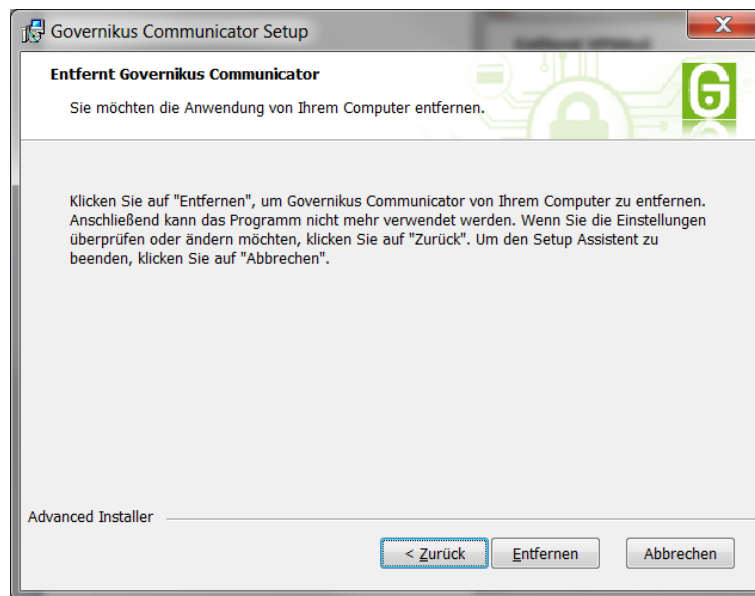 Governikus Communicator Setup
Entfernt Governikus Communicator
Sie möchten die Anwendung von Ihrem Computer entfernen.
Klicken Sie auf "Entfernen", um Governikus Communicator von Ihrem Computer zu entfernen.
Anschließend kann das Programm nicht mehr verwendet werden. Wenn Sie die Einstellungen
überprüfen oder ändern möchten, klicken Sie auf "Zurück". Um den Setup Assistent zu
beenden, klicken Sie auf "Abbrechen".
Advanced Installer
< Zurück Entfernen Abbrechen